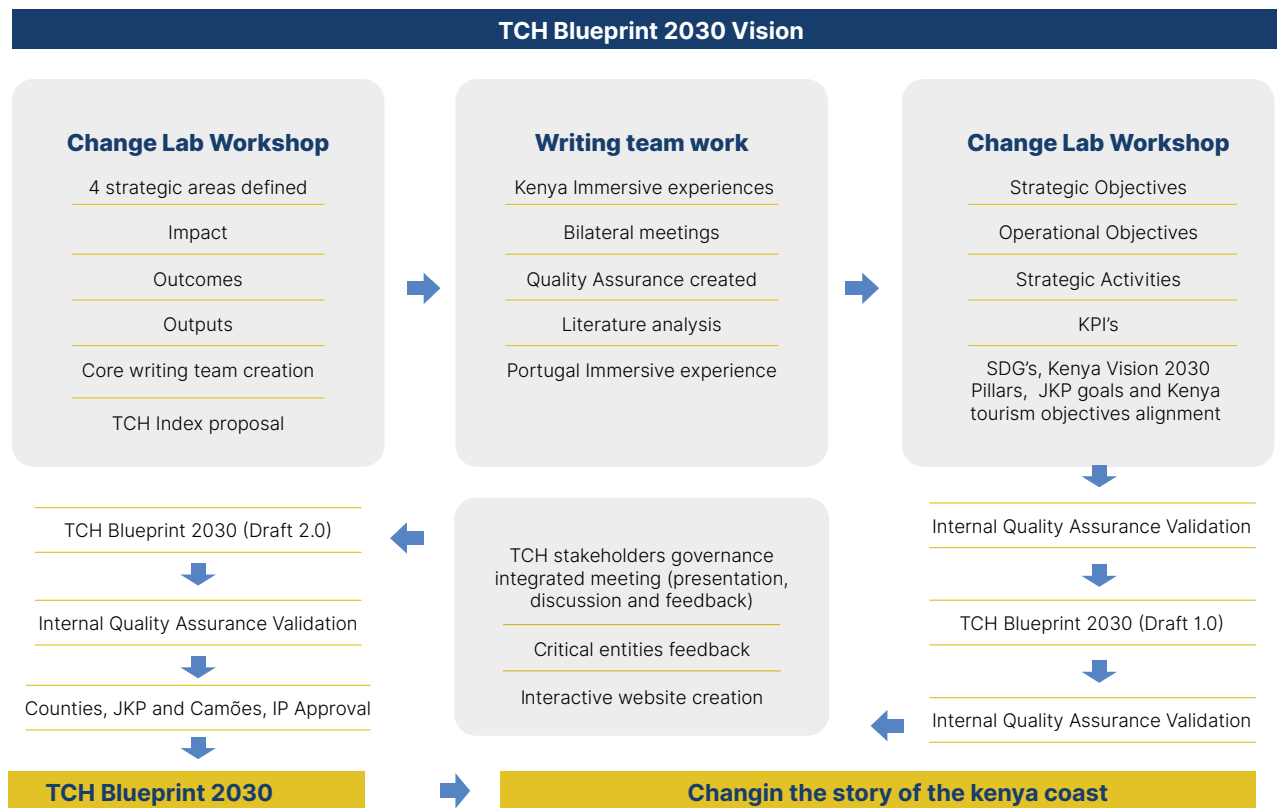 TCH Blueprint 2030 Vision
Change Lab Workshop
4 strategic areas defined
Impact
Outcomes
Outputs
Core writing team creation
TCH Index proposal
Writing team work
Kenya Immersive experiences
Bilateral meetings
Quality Assurance created
Literature analysis
Portugal Immersive experience
Change Lab Workshop
Strategic Objectives
Operational Objectives
Strategic Activities
KPI's
SDG's, Kenya Vision 2030
Pillars, JKP goals and Kenya
tourism objectives alignment
Internal Quality Assurance Validation
TCH Blueprint 2030 (Draft 1.0)
Internal Quality Assurance Validation
TCH stakeholders governance
integrated meeting (presentation,
discussion and feedback)
Critical entities feedback
Interactive website creation
TCH Blueprint 2030 (Draft 2.0)
Internal Quality Assurance Validation
Counties, JKP and Camões, IP Approval
TCH Blueprint 2030
Changin the story of the kenya coast